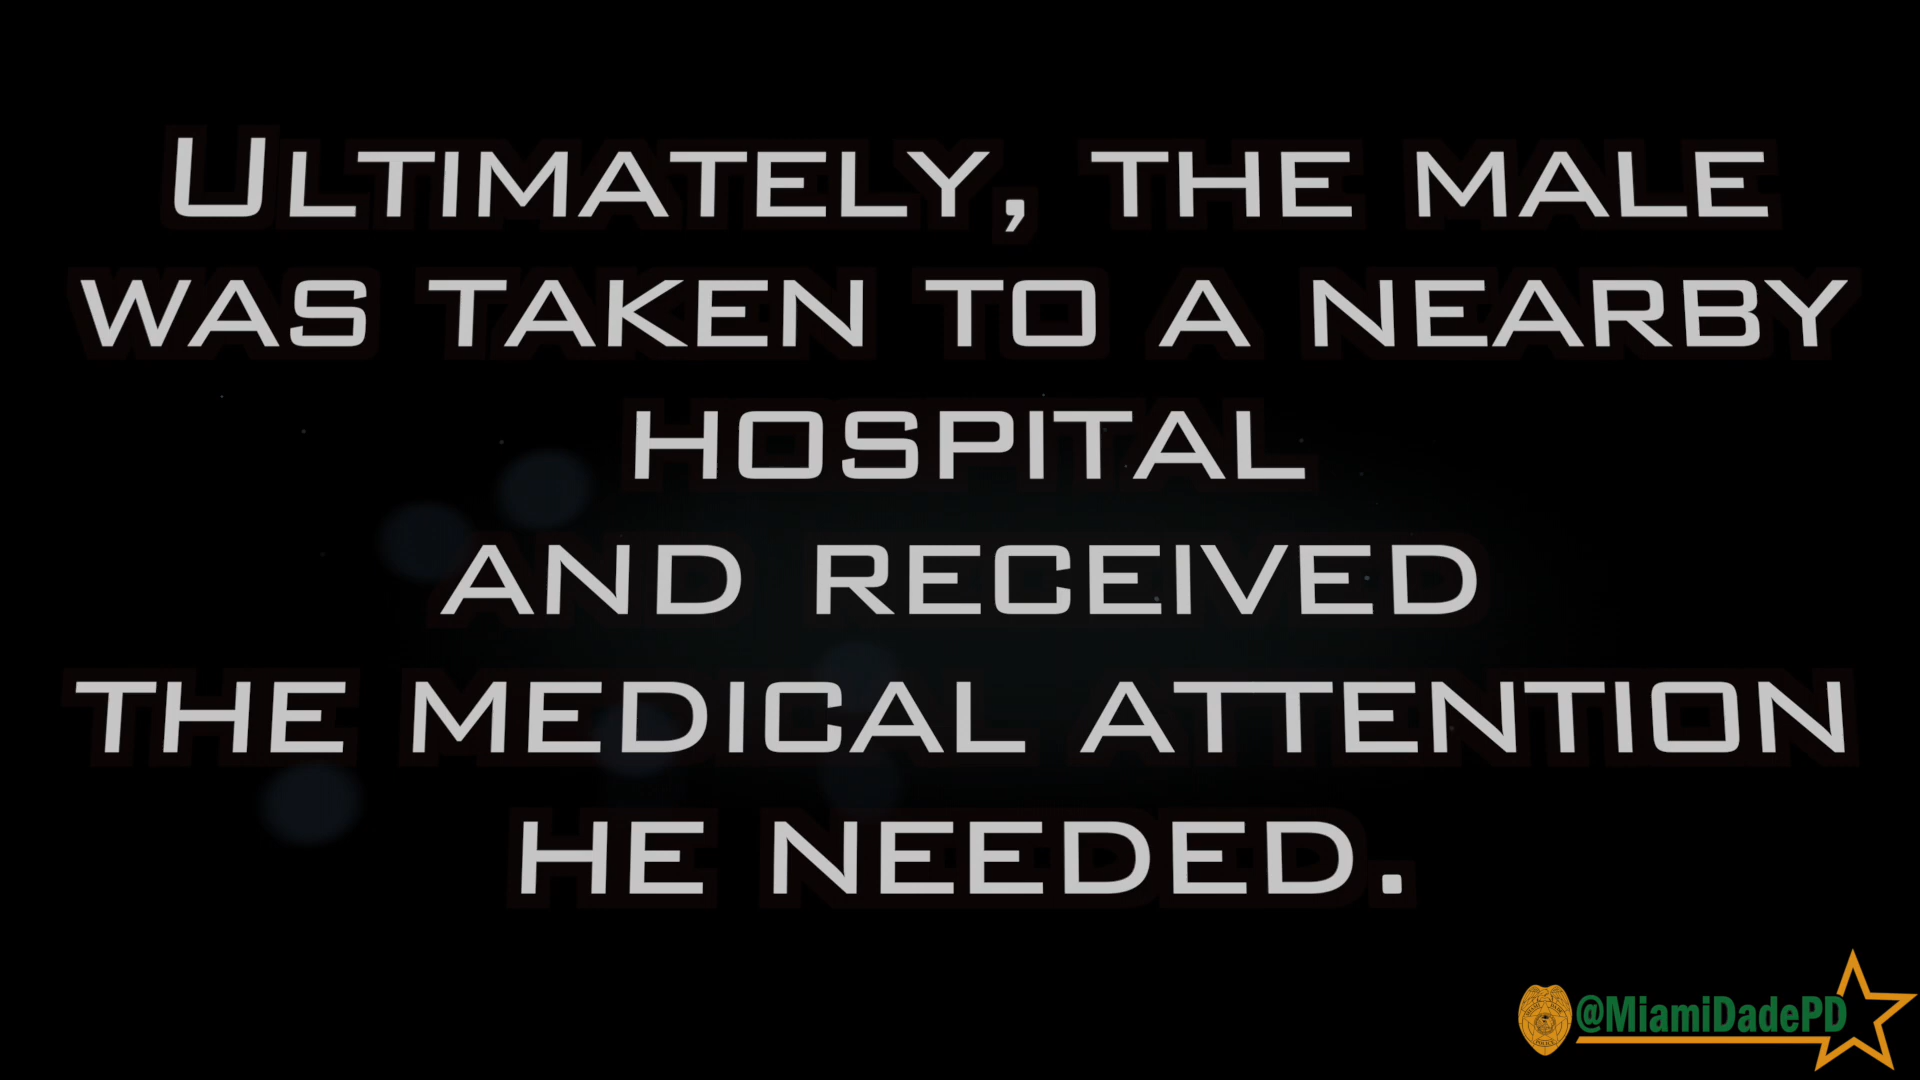 Ultimately, the male
was taken to a nearby
hospital
and received
the medical attention
he needed.
@MiamiDadePD